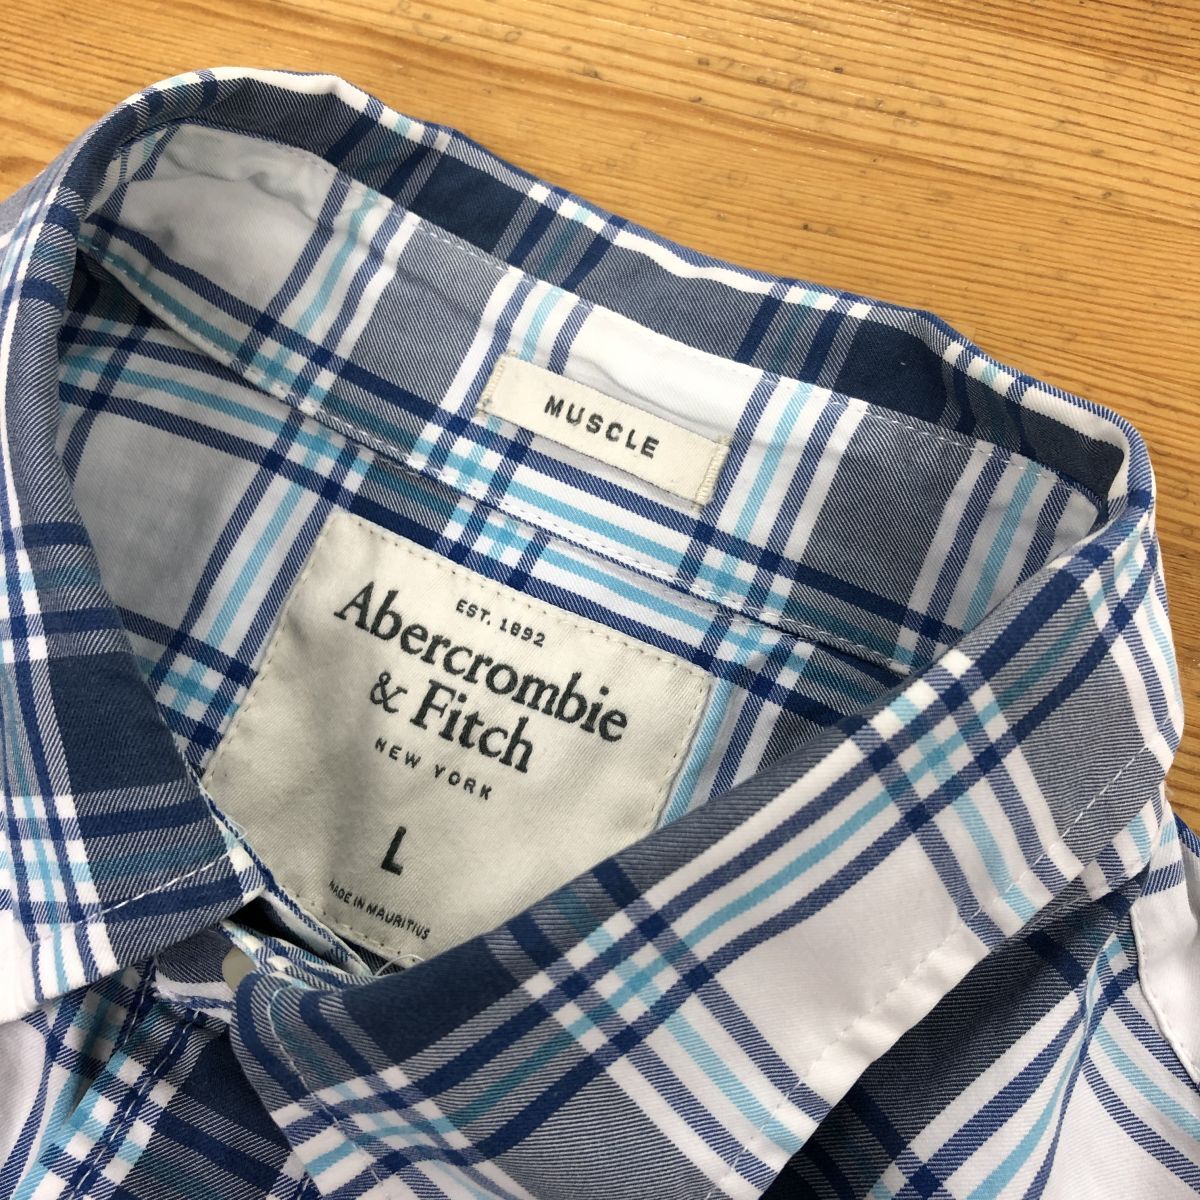 MUSCLE
EST. 1892
Abercrombie
& Fitch
NEW YORK
L
MADE IN MAURITIUS